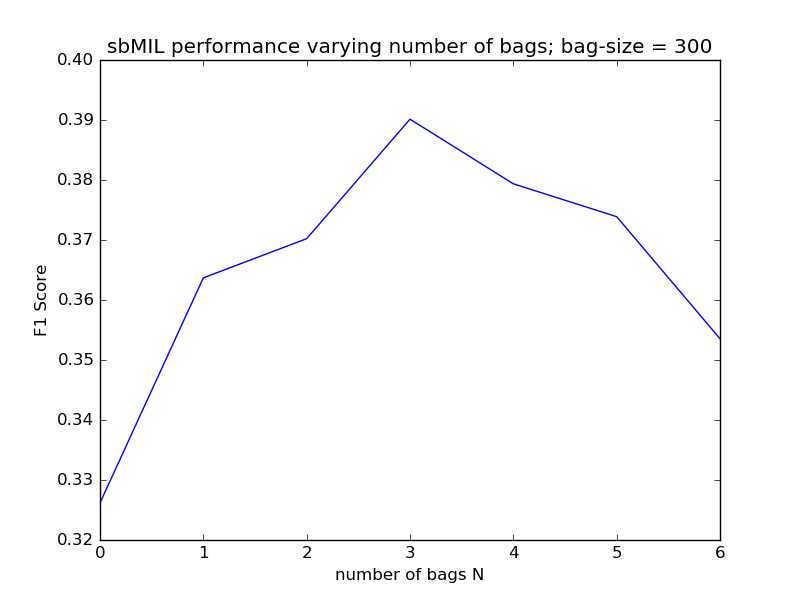 sbMIL performance varying number of bags; bag-size = 300
0.40
0.39
0.38
0.37
0.36
0.35
0.34
0.33
0.32
F1 Score
0 1 2 3 4 5 6
number of bags N